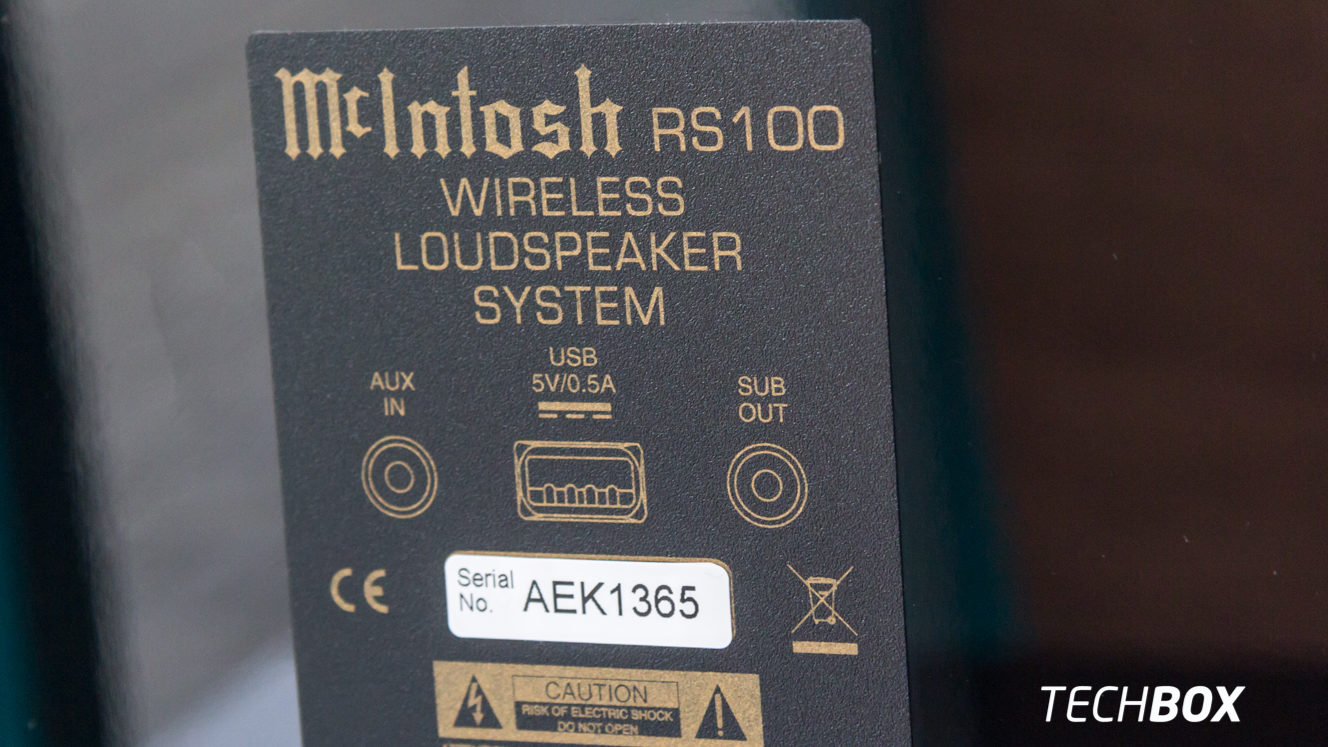 McIntosh RS100
WIRELESS
LOUDSPEAKER
SYSTEM
USB
5V/0.5A
AUX
IN
SUB
OUT
CE
Serial
No.
AEK1365
CAUTION
RISK OF ELECTRIC SHOCK
DO NOT OPEN
TECHBOX